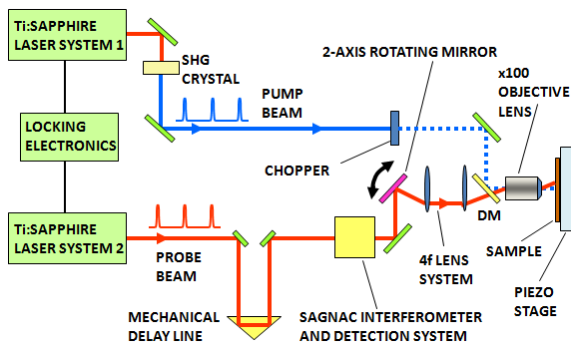 Ti:SAPPHIRE
LASER SYSTEM 1
SHG
CRYSTAL
2-AXIS ROTATING MIRROR
x100
OBJECTIVE
LENS
PUMP
BEAM
LOCKING
ELECTRONICS
CHOPPER
Ti:SAPPHIRE
LASER SYSTEM 2
PROBE
BEAM
DM
4f LENS
SYSTEM
SAMPLE
PIEZO
STAGE
MECHANICAL
DELAY LINE
SAGNAC INTERFEROMETER
AND DETECTION SYSTEM